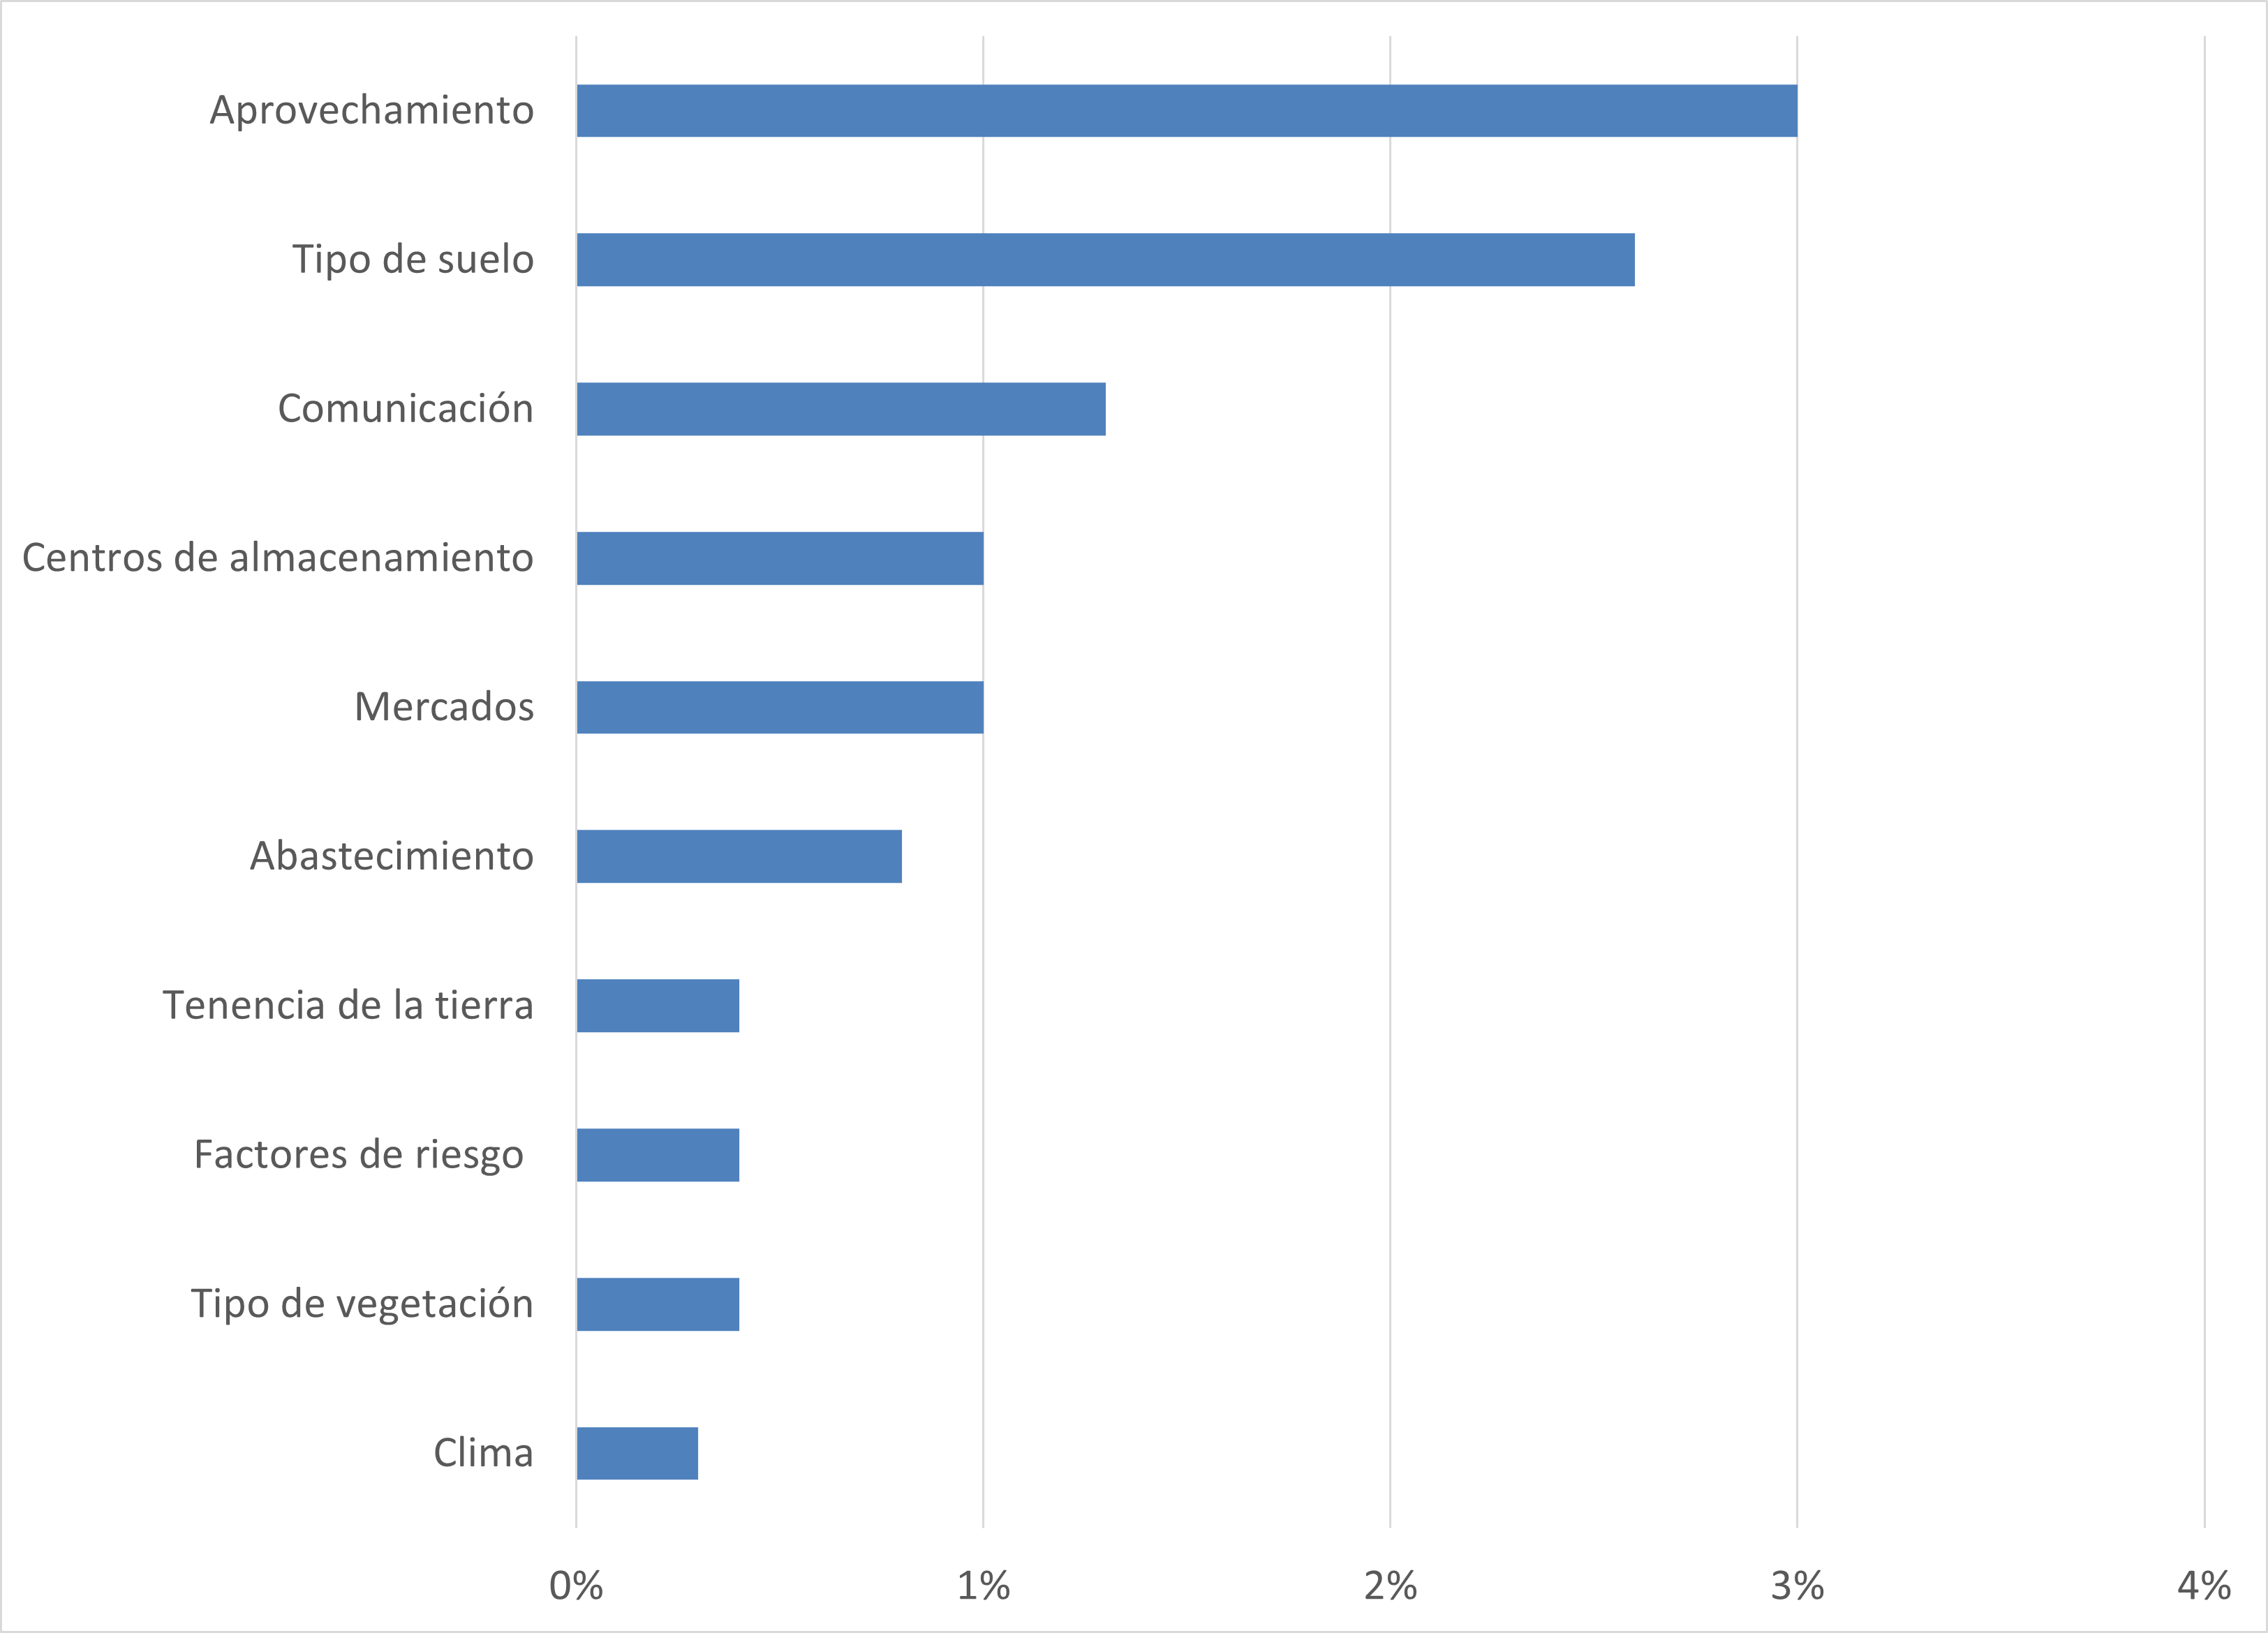 Aprovechamiento
Tipo de suelo
Comunicación
Centros de almacenamiento
Mercados
Abastecimiento
Tenencia de la tierra
Factores de riesgo
Tipo de vegetación
Clima
0% 1% 2% 3% 4%